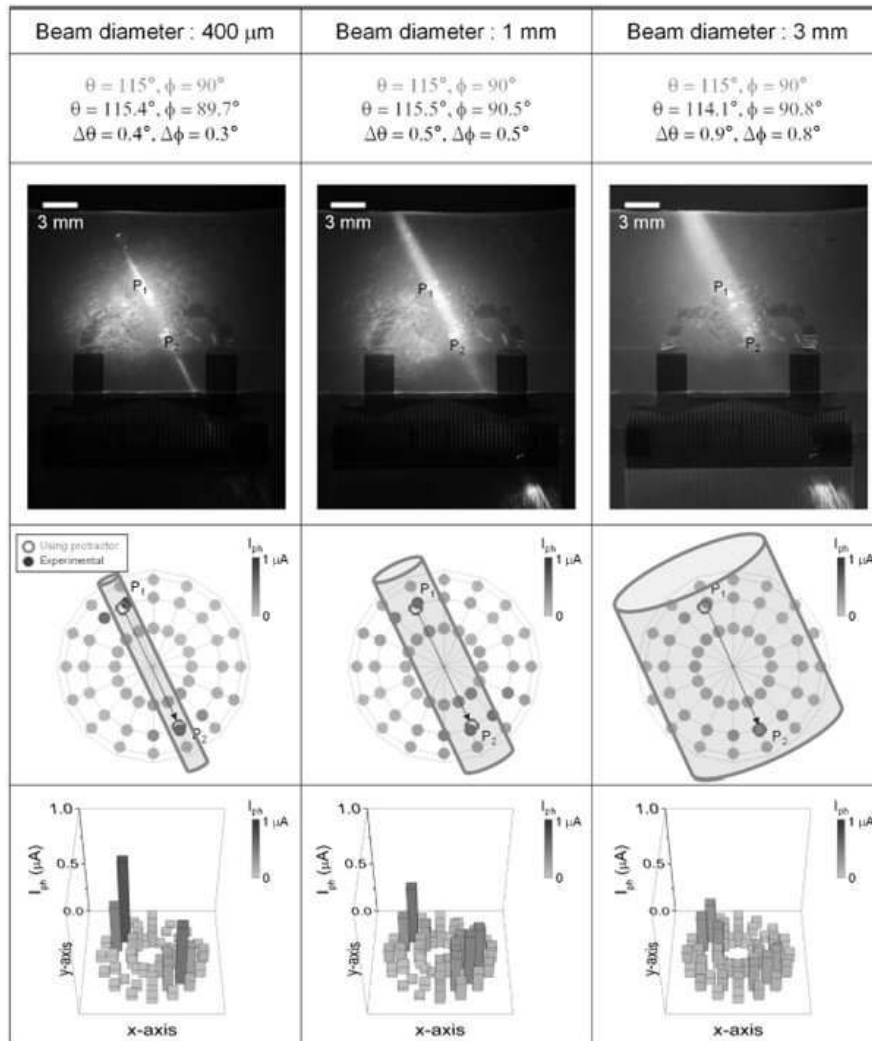 Beam diameter : 400 μm
Beam diameter : 1 mm
Beam diameter : 3 mm
θ = 115°, ϕ = 90°
θ = 115.4°, ϕ = 89.7°
Δθ = 0.4°, Δϕ = 0.3°
θ = 115°, ϕ = 90°
θ = 115.5°, ϕ = 90.5°
Δθ = 0.5°, Δϕ = 0.5°
θ = 115°, ϕ = 90°
θ = 114.1°, ϕ = 90.8°
Δθ = 0.9°, Δϕ = 0.8°
3 mm
P1
P2
3 mm
P1
P2
3 mm
P1
P2
Using protractor
Experimental
Iph
1 μA
0
P1
P2
Iph
1 μA
0
P1
P2
Iph
1 μA
0
P1
P2
1.0
0.5
0.0
Iph (μA)
y-axis
x-axis
Iph
1 μA
0
1.0
0.5
0.0
Iph (μA)
y-axis
x-axis
Iph
1 μA
0
1.0
0.5
0.0
Iph (μA)
y-axis
x-axis
Iph
1 μA
0